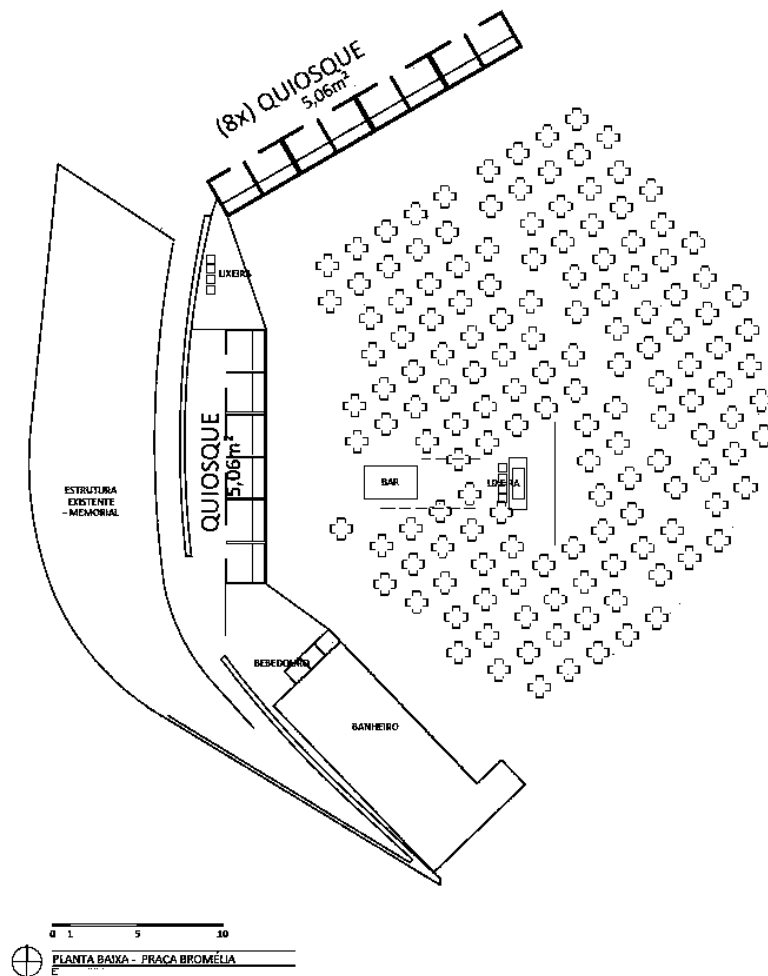 (8x) QUIOSQUE
5,06m²
LIXEIRA
QUIOSQUE
5,06m²
ESTRUTURA
EXISTENTE
- MEMORIAL
BAR
LIXEIRA
BEBEDOURO
BANHEIRO
0 1 5 10
PLANTA BAIXA - PRAÇA BROMÉLIA